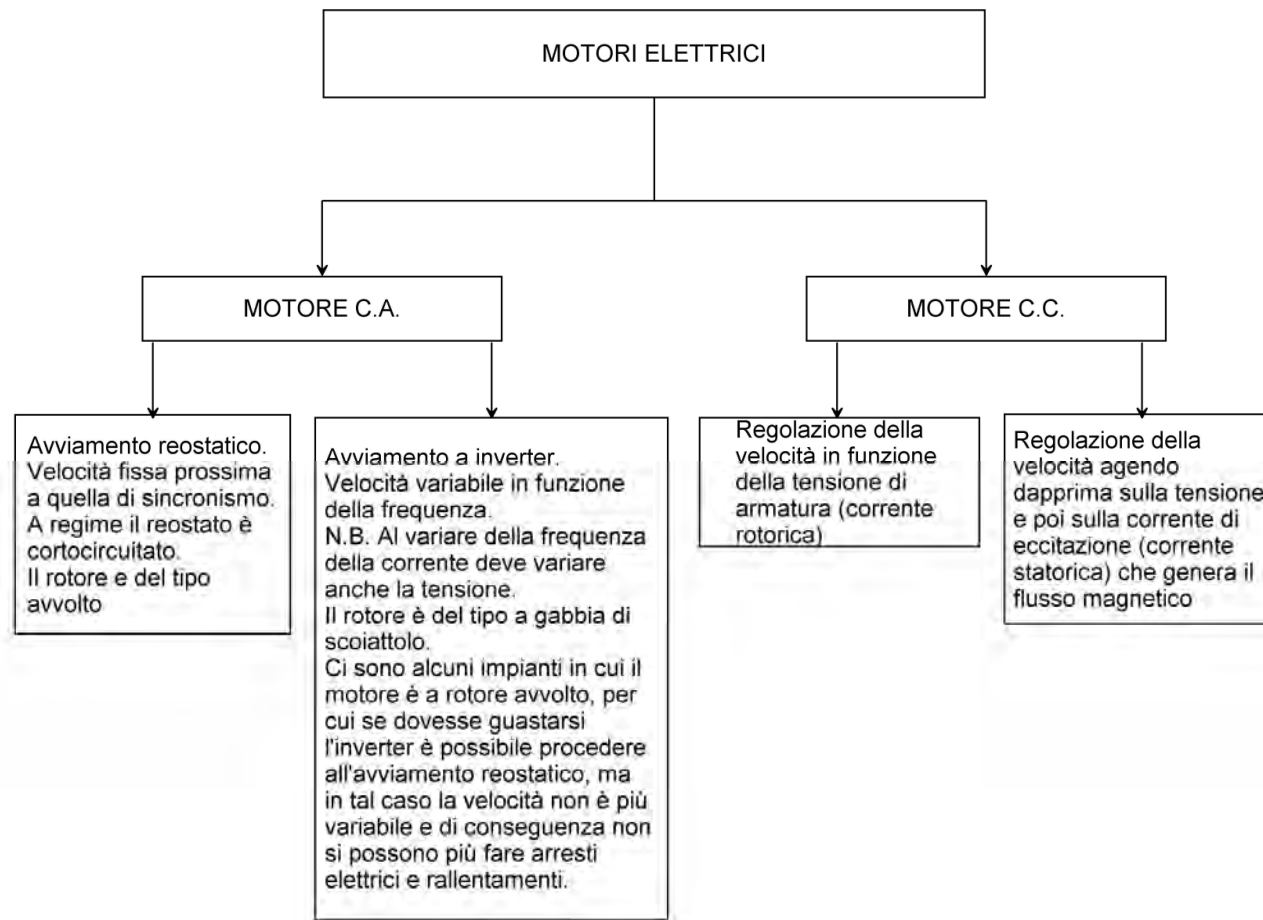 MOTORI ELETTRICI
MOTORE C.A.
MOTORE C.C.
Avviamento reostatico.
Velocità fissa prossima
a quella di sincronismo.
A regime il reostato è
cortocircuitato.
Il rotore e del tipo
avvolto
Avviamento a inverter.
Velocità variabile in funzione
della frequenza.
N.B. Al variare della frequenza
della corrente deve variare
anche la tensione.
Il rotore è del tipo a gabbia di
scoiattolo.
Ci sono alcuni impianti in cui il
motore é a rotore avvolto, per
cui se dovesse guastarsi
l'inverter è possibile procedere
all'avviamento reostatico, ma
in tal caso la velocità non è più
variabile e di conseguenza non
si possono più fare arresti
elettrici e rallentamenti.
Regolazione della
velocità in funzione
della tensione di
armatura (corrente
rotorica)
Regolazione della
velocità agendo
dapprima sulla tensione
e poi sulla corrente di
eccitazione (corrente
statorica) che genera il
flusso magnetico